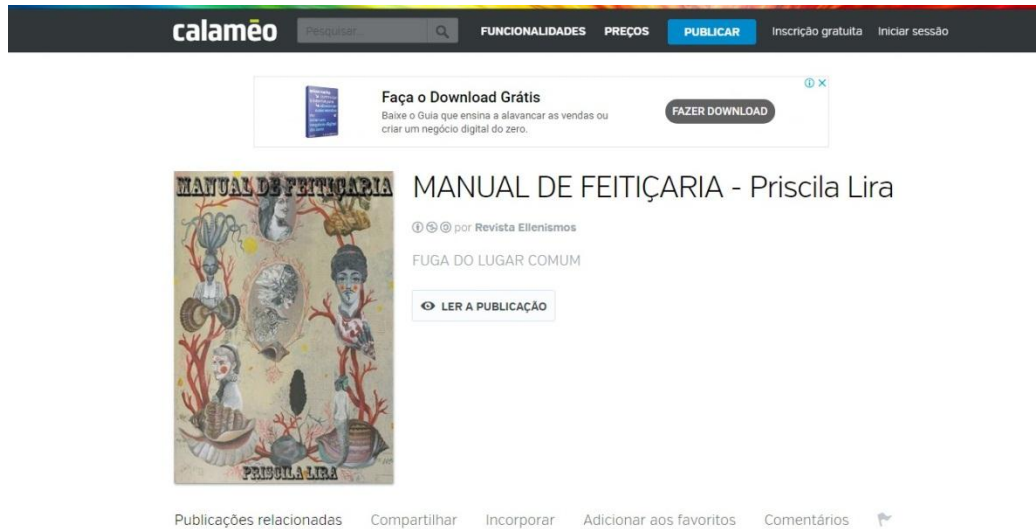 calamēo
Pesquisar...
FUNCIONALIDADES
PREÇOS
PUBLICAR
Inscrição gratuita
Iniciar sessão
Faça o Download Grátis
Baixe o Guia que ensina a alavancar as vendas ou
criar um negócio digital do zero.
FAZER DOWNLOAD
MANUAL DE FEITIÇARIA
PRISCILA LIRA
MANUAL DE FEITIÇARIA - Priscila Lira
por Revista Ellenismos
FUGA DO LUGAR COMUM
LER A PUBLICAÇÃO
Publicações relacionadas
Compartilhar
Incorporar
Adicionar aos favoritos
Comentários